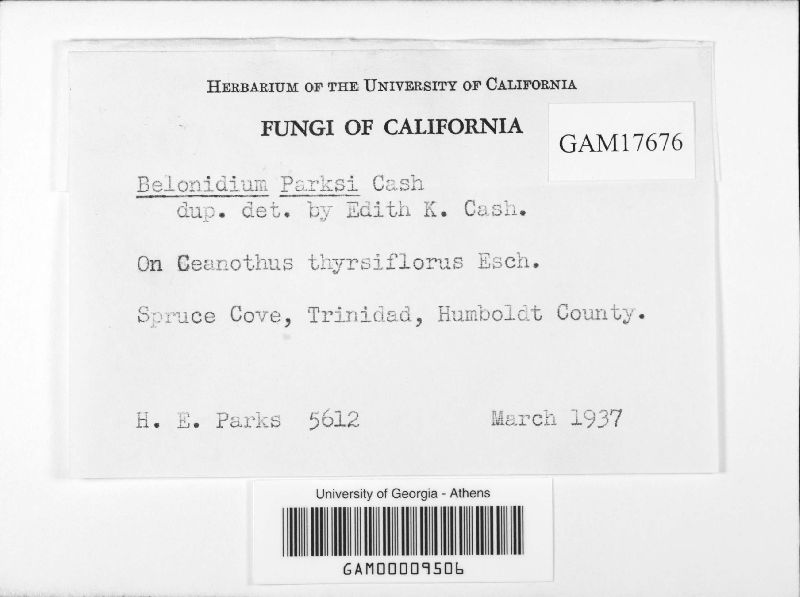 HERBARIUM OF THE UNIVERSITY OF CALIFORNIA
FUNGI OF CALIFORNIA
GAM17676
Belonidium Parksi Cash
dup. det. by Edith K. Cash.
On Ceanothus thyrsiflorus Esch.
Spruce Cove, Trinidad, Humboldt County.
H. E. Parks 5612 March 1937
University of Georgia - Athens
GAM00009506